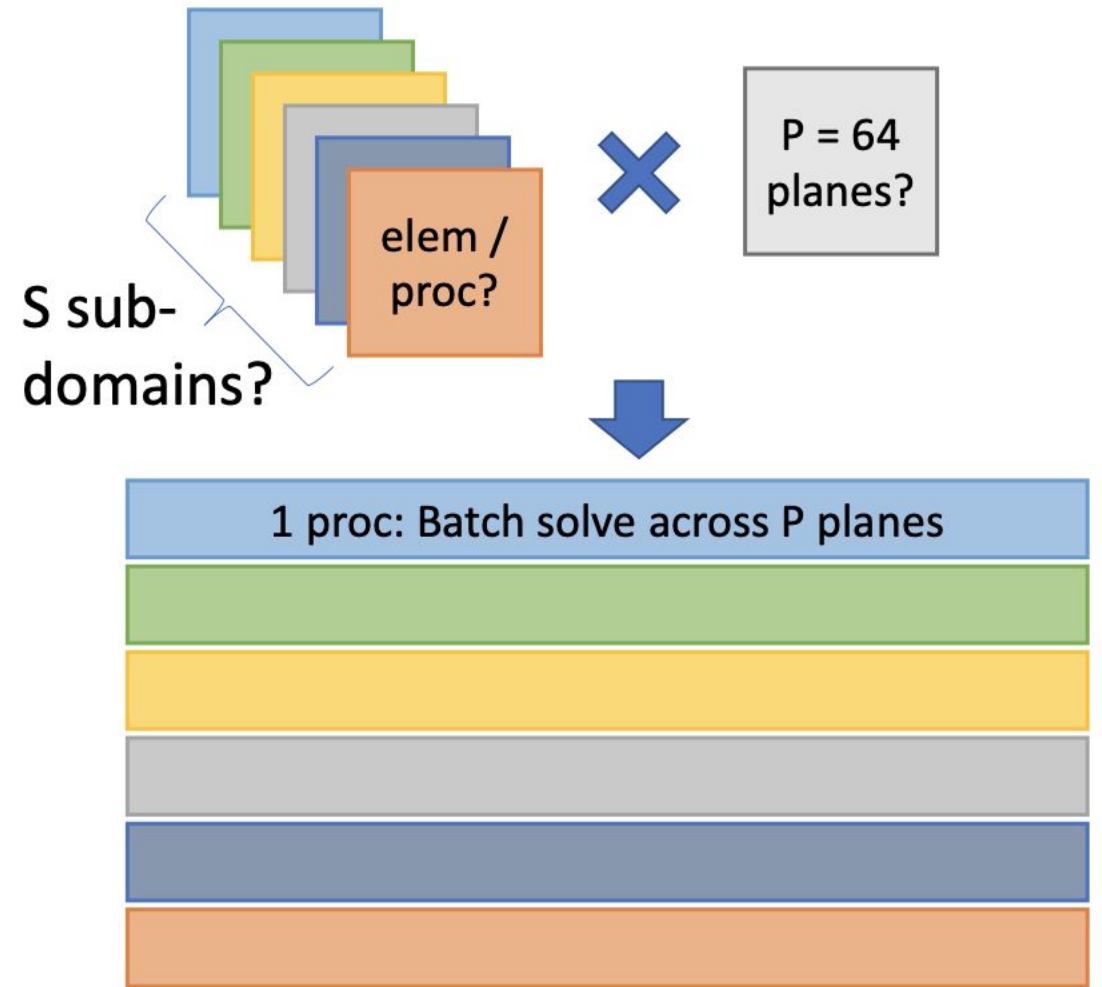 P = 64
planes?
elem /
proc?
S sub-
domains?
1 proc: Batch solve across P planes